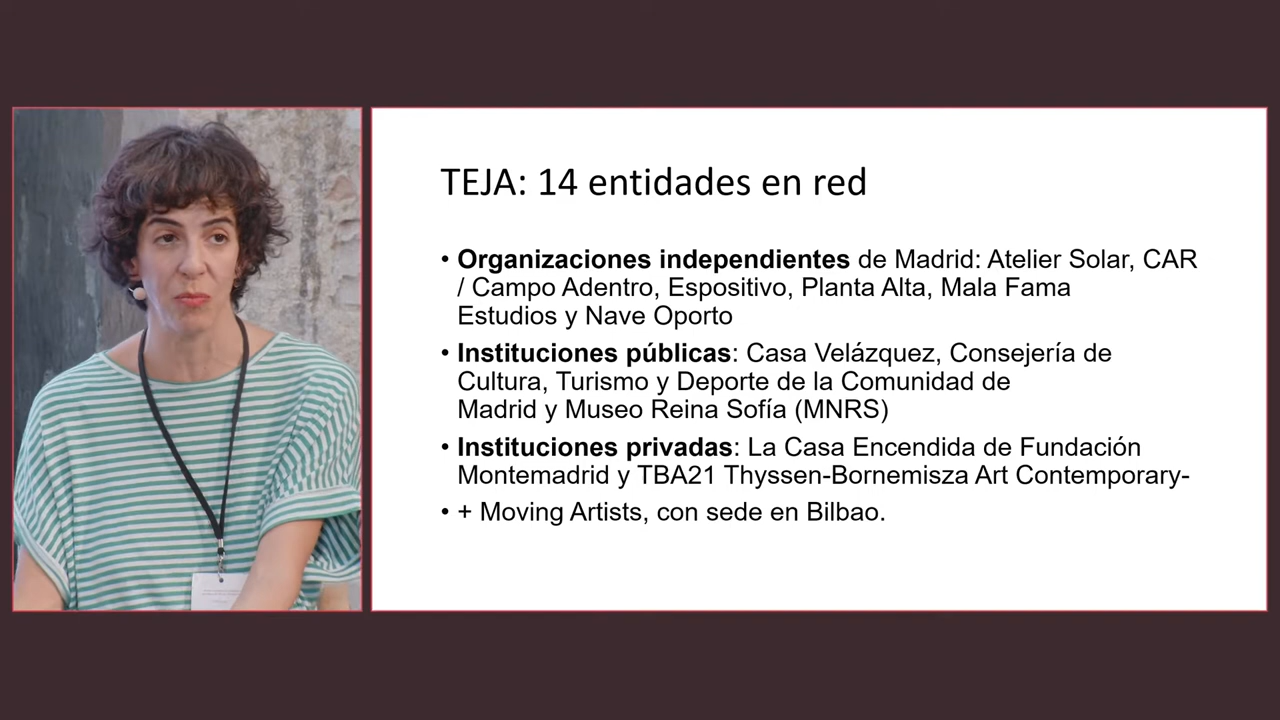 TEJA: 14 entidades en red
• Organizaciones independientes de Madrid: Atelier Solar, CAR
/ Campo Adentro, Espositivo, Planta Alta, Mala Fama
Estudios y Nave Oporto
• Instituciones públicas: Casa Velázquez, Consejería de
Cultura, Turismo y Deporte de la Comunidad de
Madrid y Museo Reina Sofía (MNRS)
• Instituciones privadas: La Casa Encendida de Fundación
Montemadrid y TBA21 Thyssen-Bornemisza Art Contemporary-
• + Moving Artists, con sede en Bilbao.